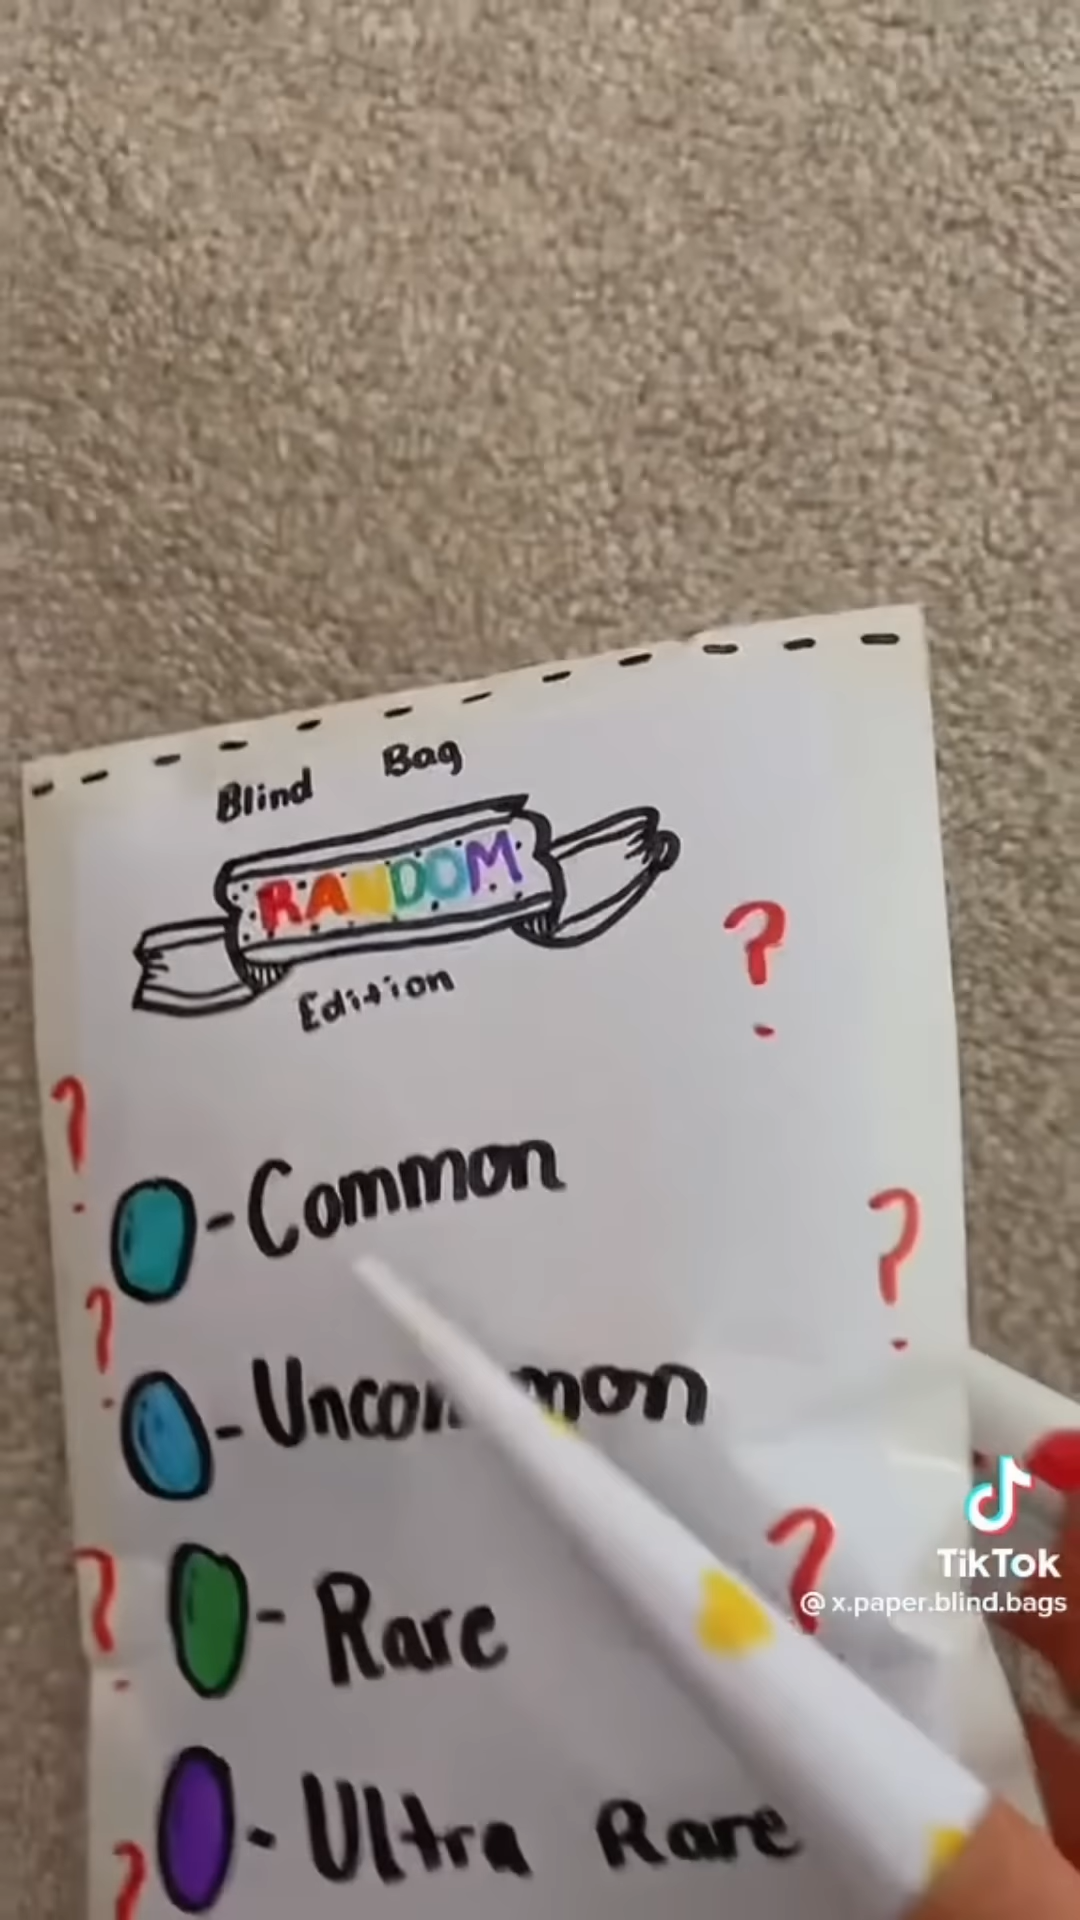 Blind Bag
RANDOM
Edition
?
?
- Common
?
?
- Uncommon
?
?
- Rare
- Ultra Rare
?
TikTok
@x.paper.blind.bags